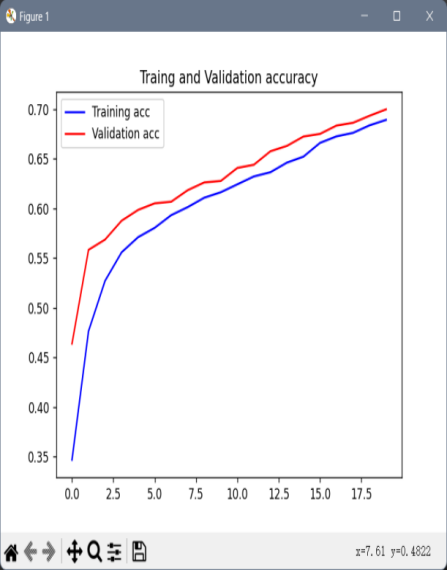 Figure 1
Traing and Validation accuracy
Training acc
Validation acc
0.70
0.65
0.60
0.55
0.50
0.45
0.40
0.35
0.0 2.5 5.0 7.5 10.0 12.5 15.0 17.5
x=7.61 y=0.4822